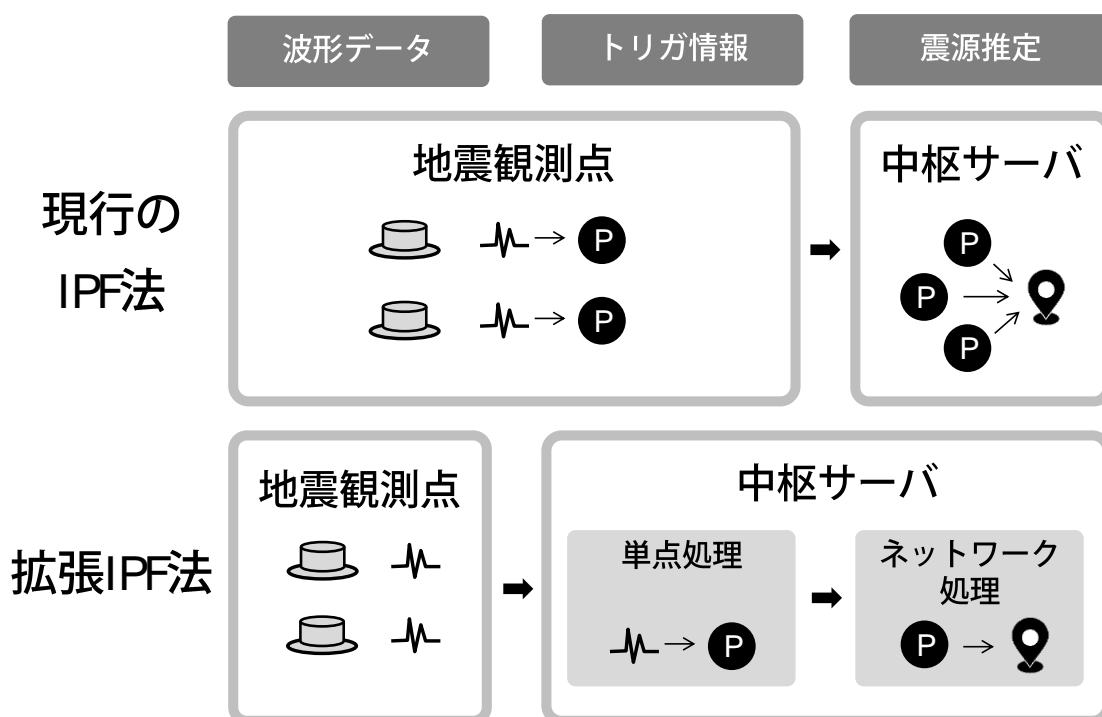 波形データ
トリガ情報
震源推定
現行の
IPF法
地震観測点
P
P
中枢サーバ
P
P
P
拡張IPF法
地震観測点
中枢サーバ
単点処理
P
ネットワーク
処理
P